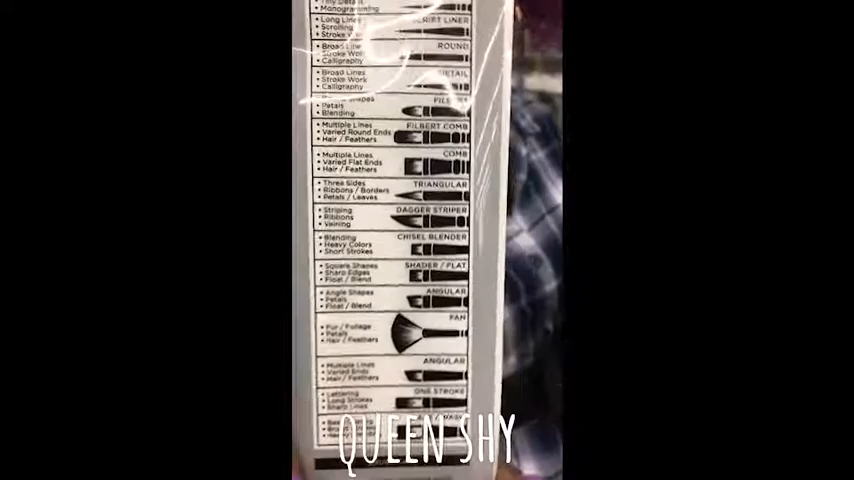 • Tiny Detail
• Monogramming
• Long Lines
• Scrolling
• Stroke Work
SCRIPT LINER
• Broad Lines
• Stroke Work
• Calligraphy
ROUND
• Broad Lines
• Stroke Work
• Calligraphy
DETAIL
Shapes
• Petals
• Blending
FILBERT
• Multiple Lines
• Varied Round Ends
• Hair / Feathers
FILBERT COMB
• Multiple Lines
• Varied Flat Ends
• Hair / Feathers
COMB
• Three Sides
• Ribbons / Borders
• Petals / Leaves
TRIANGULAR
• Striping
• Ribbons
• Veining
DAGGER STRIPER
• Blending
• Heavy Colors
• Short Strokes
CHISEL BLENDER
• Square Shapes
• Sharp Edges
• Float / Blend
SHADER / FLAT
• Angle Shapes
• Petals
• Float / Blend
ANGULAR
• Fur / Foliage
• Petals
• Hair / Feathers
FAN
• Multiple Lines
• Varied Ends
• Hair / Feathers
ANGULAR
• Lettering
• Long Strokes
• Sharp Lines
ONE STROKE
QUEEN SHY